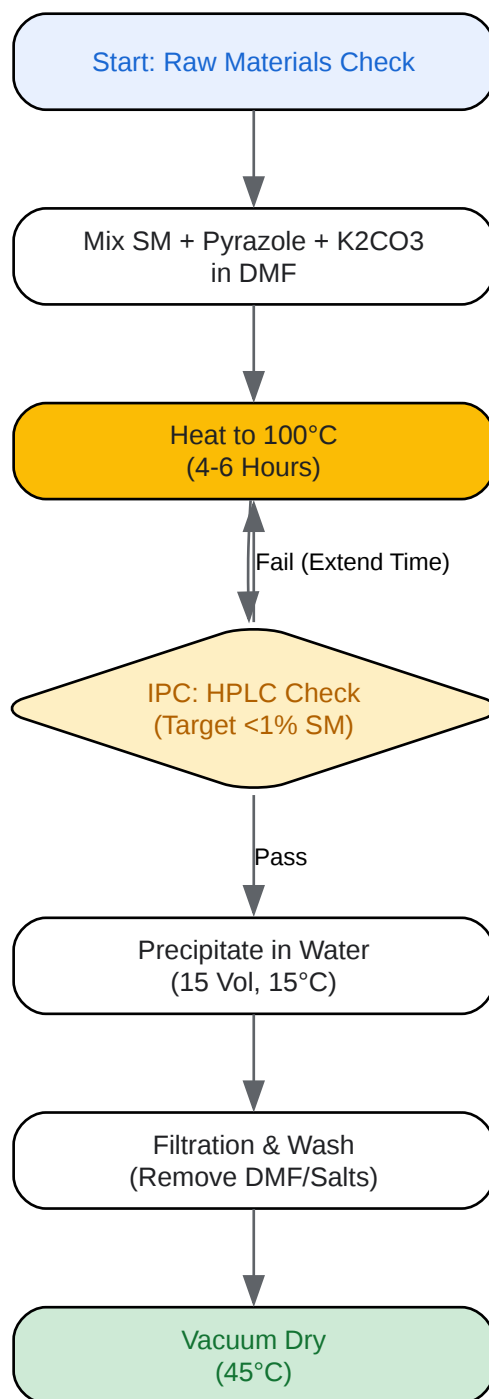 Start: Raw Materials Check
Mix SM + Pyrazole + K2CO3
in DMF
Heat to 100°C
(4-6 Hours)
Fail (Extend Time)
IPC: HPLC Check
(Target <1% SM)
Pass
Precipitate in Water
(15 Vol, 15°C)
Filtration & Wash
(Remove DMF/Salts)
Vacuum Dry
(45°C)